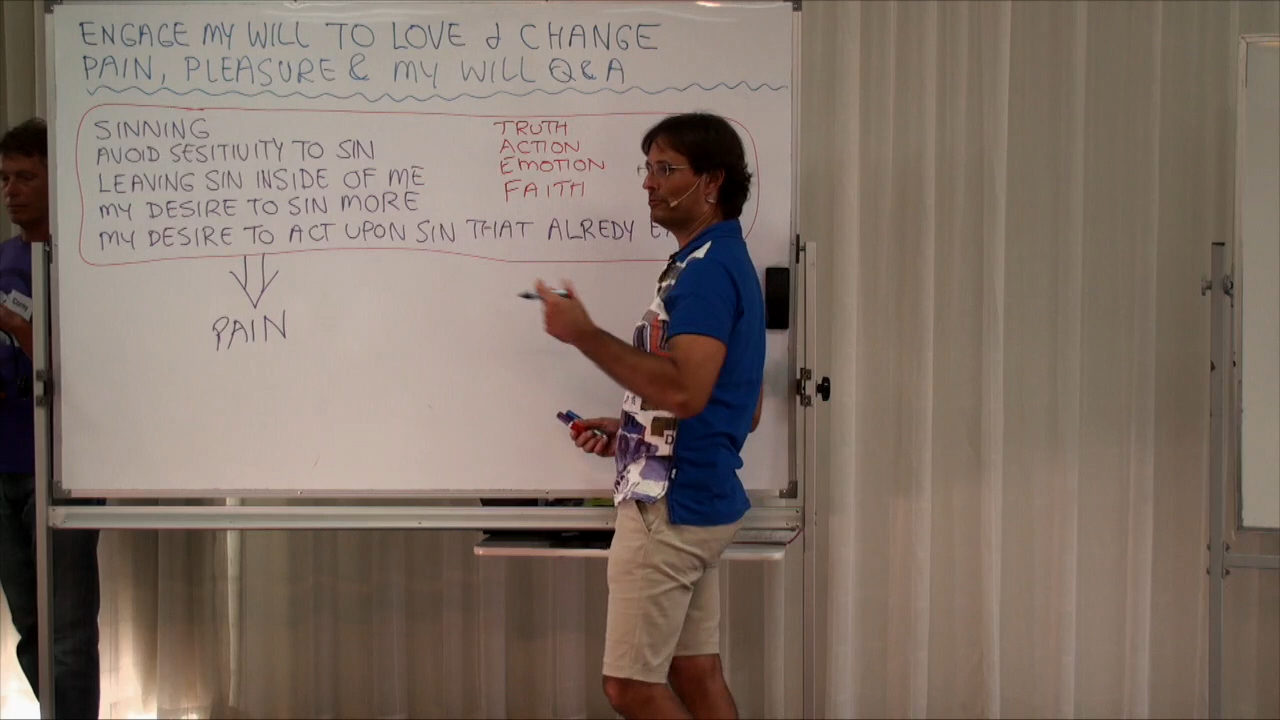 ENGAGE MY WILL TO LOVE & CHANGE
PAIN, PLEASURE & MY WILL Q&A
SINNING
AVOID SESITIVITY TO SIN
LEAVING SIN INSIDE OF ME
MY DESIRE TO SIN MORE
MY DESIRE TO ACT UPON SIN THAT ALREDY
TRUTH
ACTION
EMOTION
FAITH
PAIN